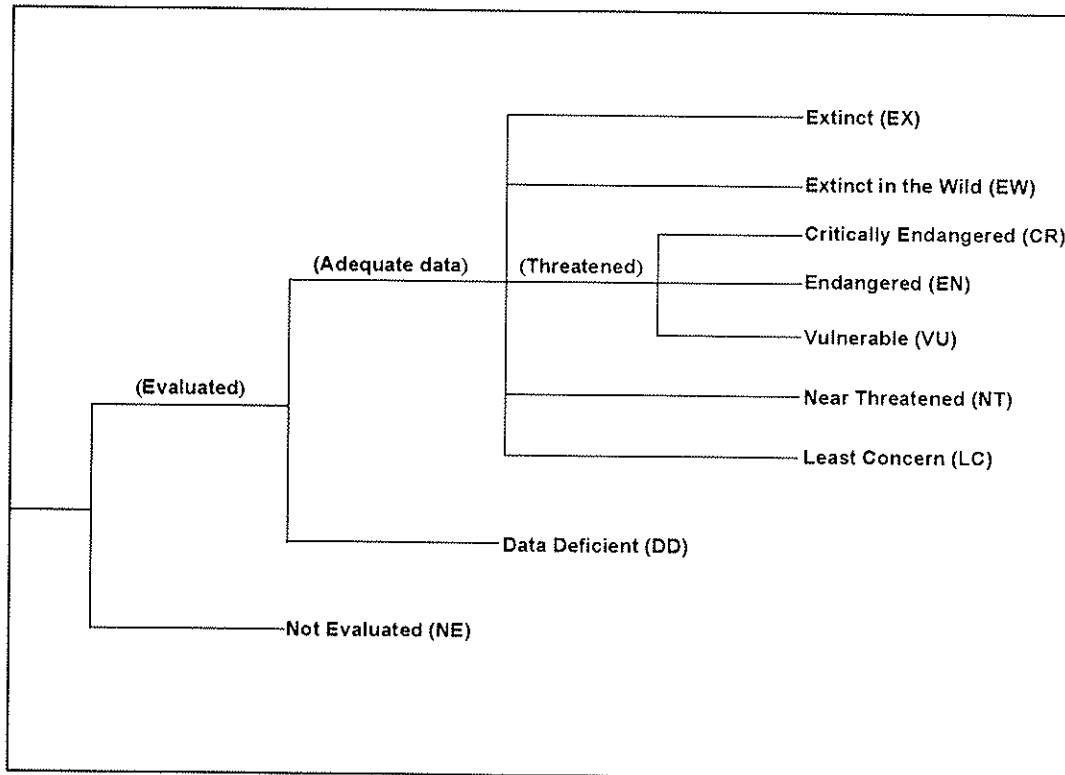 Extinct (EX)
Extinct in the Wild (EW)
Critically Endangered (CR)
(Adequate data)
(Threatened)
Endangered (EN)
Vulnerable (VU)
(Evaluated)
Near Threatened (NT)
Least Concern (LC)
Data Deficient (DD)
Not Evaluated (NE)